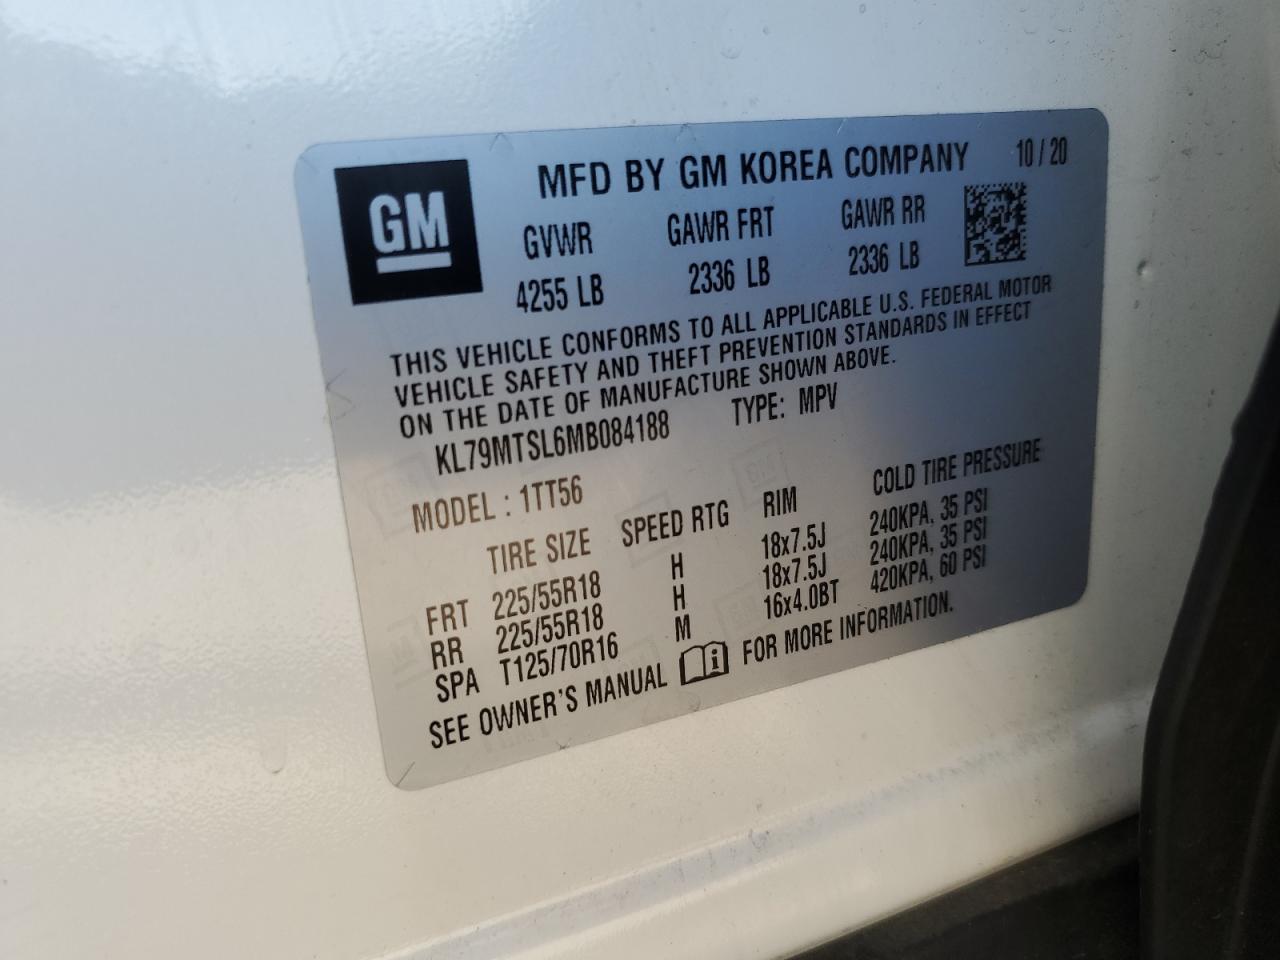 GM
MFD BY GM KOREA COMPANY 10 / 20
GVWR GAWR FRT GAWR RR
4255 LB 2336 LB 2336 LB
THIS VEHICLE CONFORMS TO ALL APPLICABLE U.S. FEDERAL MOTOR
VEHICLE SAFETY AND THEFT PREVENTION STANDARDS IN EFFECT
ON THE DATE OF MANUFACTURE SHOWN ABOVE.
KL79MTSL6MB084188 TYPE: MPV
MODEL : 1TT56
TIRE SIZE SPEED RTG RIM COLD TIRE PRESSURE
FRT 225/55R18 H 18x7.5J 240KPA, 35 PSI
RR 225/55R18 H 18x7.5J 240KPA, 35 PSI
SPA T125/70R16 M 16x4.0BT 420KPA, 60 PSI
SEE OWNER'S MANUAL FOR MORE INFORMATION.